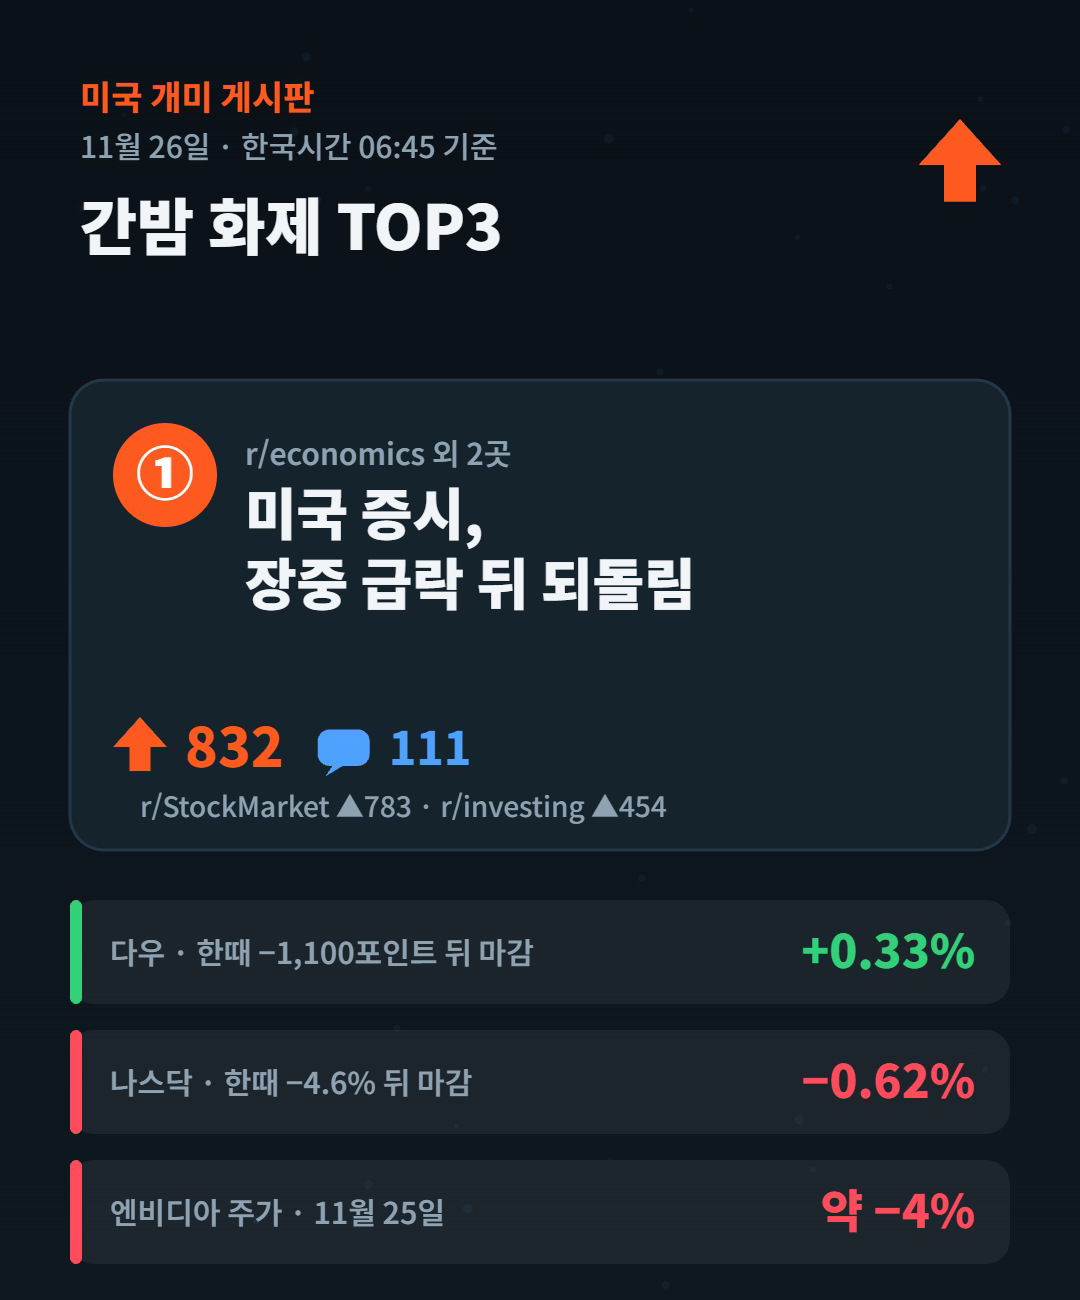 미국 개미 게시판
11월 26일 · 한국시간 06:45 기준
간밤 화제 TOP3
① r/economics 외 2곳
미국 증시,
장중 급락 뒤 되돌림
832 111
r/StockMarket ▲783 · r/investing ▲454
다우 · 한때 −1,100포인트 뒤 마감 +0.33%
나스닥 · 한때 −4.6% 뒤 마감 −0.62%
엔비디아 주가 · 11월 25일 약 −4%